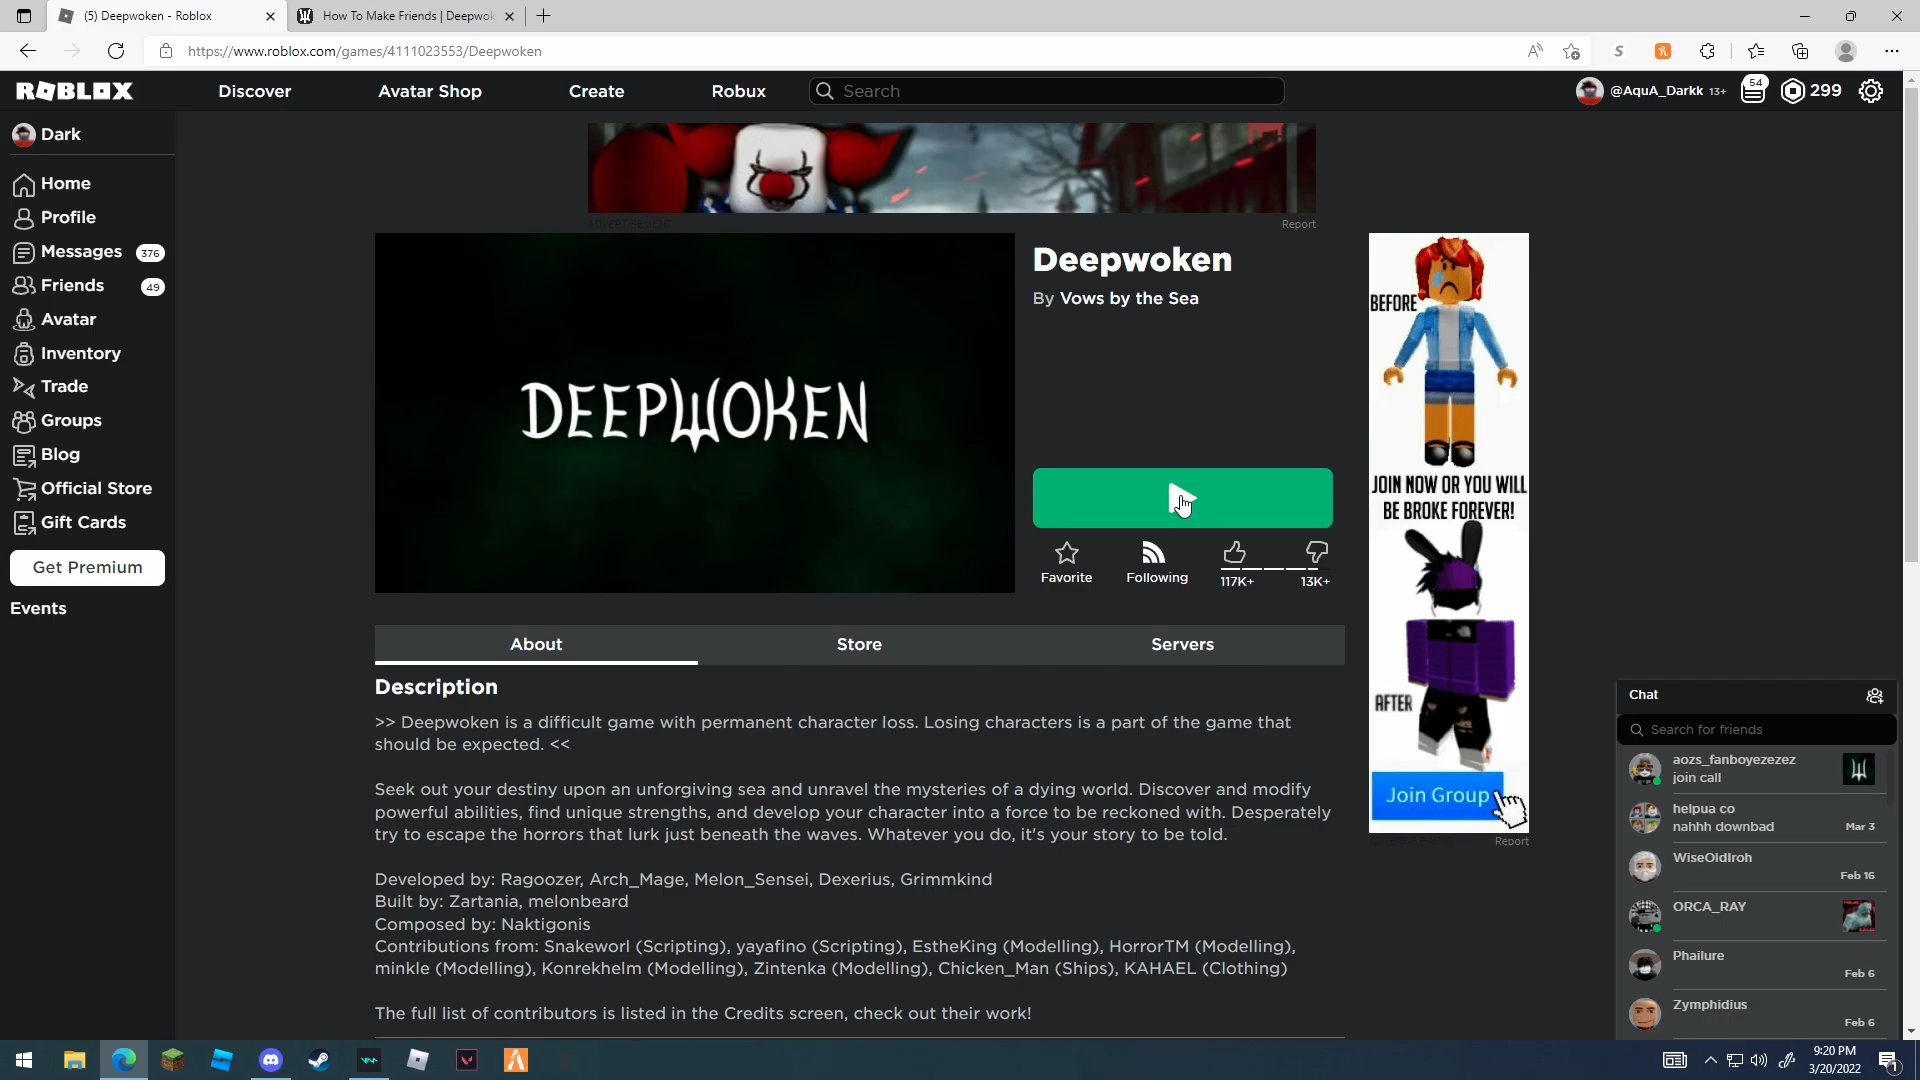 (5) Deepwoken - Roblox
How To Make Friends | Deepwok
https://www.roblox.com/games/4111023553/Deepwoken
ROBLOX
Discover
Avatar Shop
Create
Robux
Search
@AquA_Darkk 13+
54
299
Dark
Home
Profile
Messages 376
Friends 49
Avatar
Inventory
Trade
Groups
Blog
Official Store
Gift Cards
Get Premium
Events
ADVERTISEMENT
Report
DEEPWOKEN
Deepwoken
By Vows by the Sea
Favorite
Following
117K+
13K+
About
Store
Servers
Description
>> Deepwoken is a difficult game with permanent character loss. Losing characters is a part of the game that
should be expected. <<
Seek out your destiny upon an unforgiving sea and unravel the mysteries of a dying world. Discover and modify
powerful abilities, find unique strengths, and develop your character into a force to be reckoned with. Desperately
try to escape the horrors that lurk just beneath the waves. Whatever you do, it's your story to be told.
Developed by: Ragoozer, Arch_Mage, Melon_Sensei, Dexerius, Grimmkind
Built by: Zartania, melonbeard
Composed by: Naktigonis
Contributions from: Snakeworl (Scripting), yayafino (Scripting), EstheKing (Modelling), HorrorTM (Modelling),
minkle (Modelling), Konrekhelm (Modelling), Zintenka (Modelling), Chicken_Man (Ships), KAHAEL (Clothing)
The full list of contributors is listed in the Credits screen, check out their work!
BEFORE
JOIN NOW OR YOU WILL
BE BROKE FOREVER!
AFTER
Join Group
Report
Chat
Search for friends
aozs_fanboyezezez
join call
helpua co
nahhh downbad
Mar 3
WiseOldIroh
Feb 16
ORCA_RAY
Phailure
Feb 6
Zymphidius
Feb 6
9:20 PM
3/20/2022
1